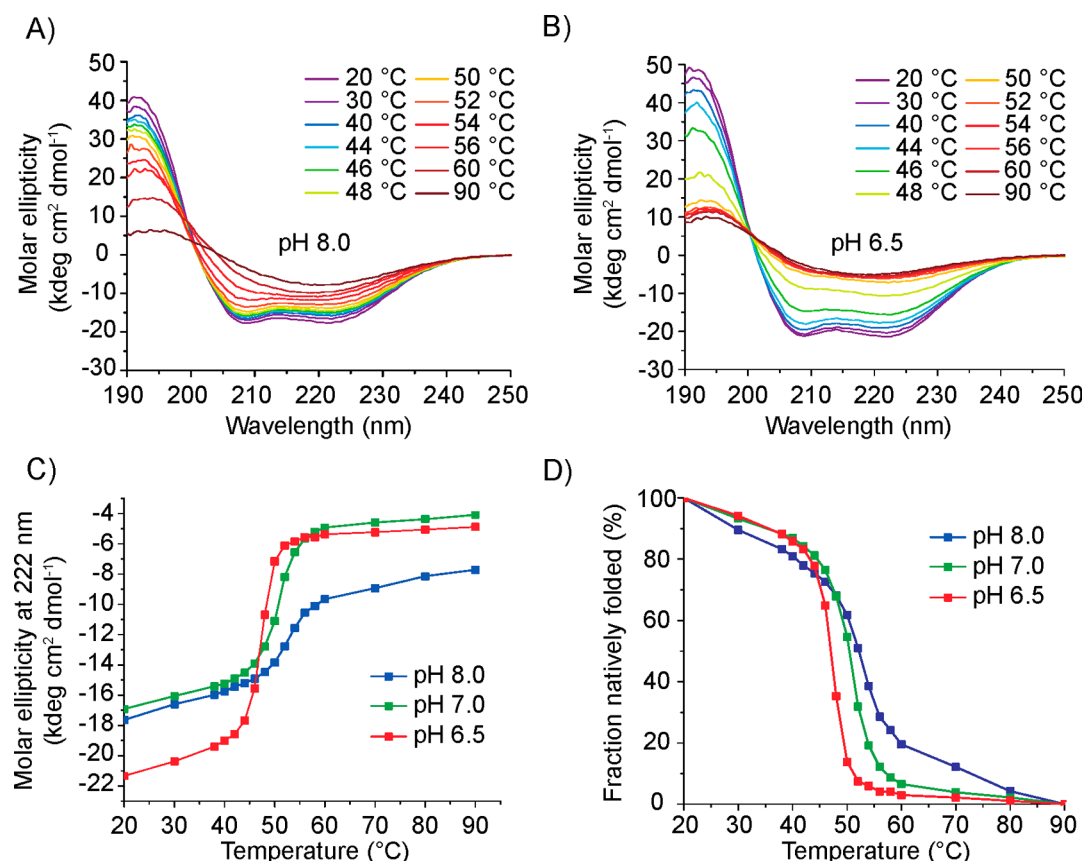 A)
Molar ellipticity
(kdeg cm² dmol⁻¹)
50
40
30
20
10
0
-10
-20
-30
20 °C 50 °C
30 °C 52 °C
40 °C 54 °C
44 °C 56 °C
46 °C 60 °C
48 °C 90 °C
pH 8.0
190 200 210 220 230 240 250
Wavelength (nm)
B)
Molar ellipticity
(kdeg cm² dmol⁻¹)
50
40
30
20
10
0
-10
-20
-30
20 °C 50 °C
30 °C 52 °C
40 °C 54 °C
44 °C 56 °C
46 °C 60 °C
48 °C 90 °C
pH 6.5
190 200 210 220 230 240 250
Wavelength (nm)
C)
Molar ellipticity at 222 nm
(kdeg cm² dmol⁻¹)
-4
-6
-8
-10
-12
-14
-16
-18
-20
-22
pH 8.0
pH 7.0
pH 6.5
20 30 40 50 60 70 80 90
Temperature (°C)
D)
Fraction natively folded (%)
100
80
60
40
20
0
pH 8.0
pH 7.0
pH 6.5
20 30 40 50 60 70 80 90
Temperature (°C)